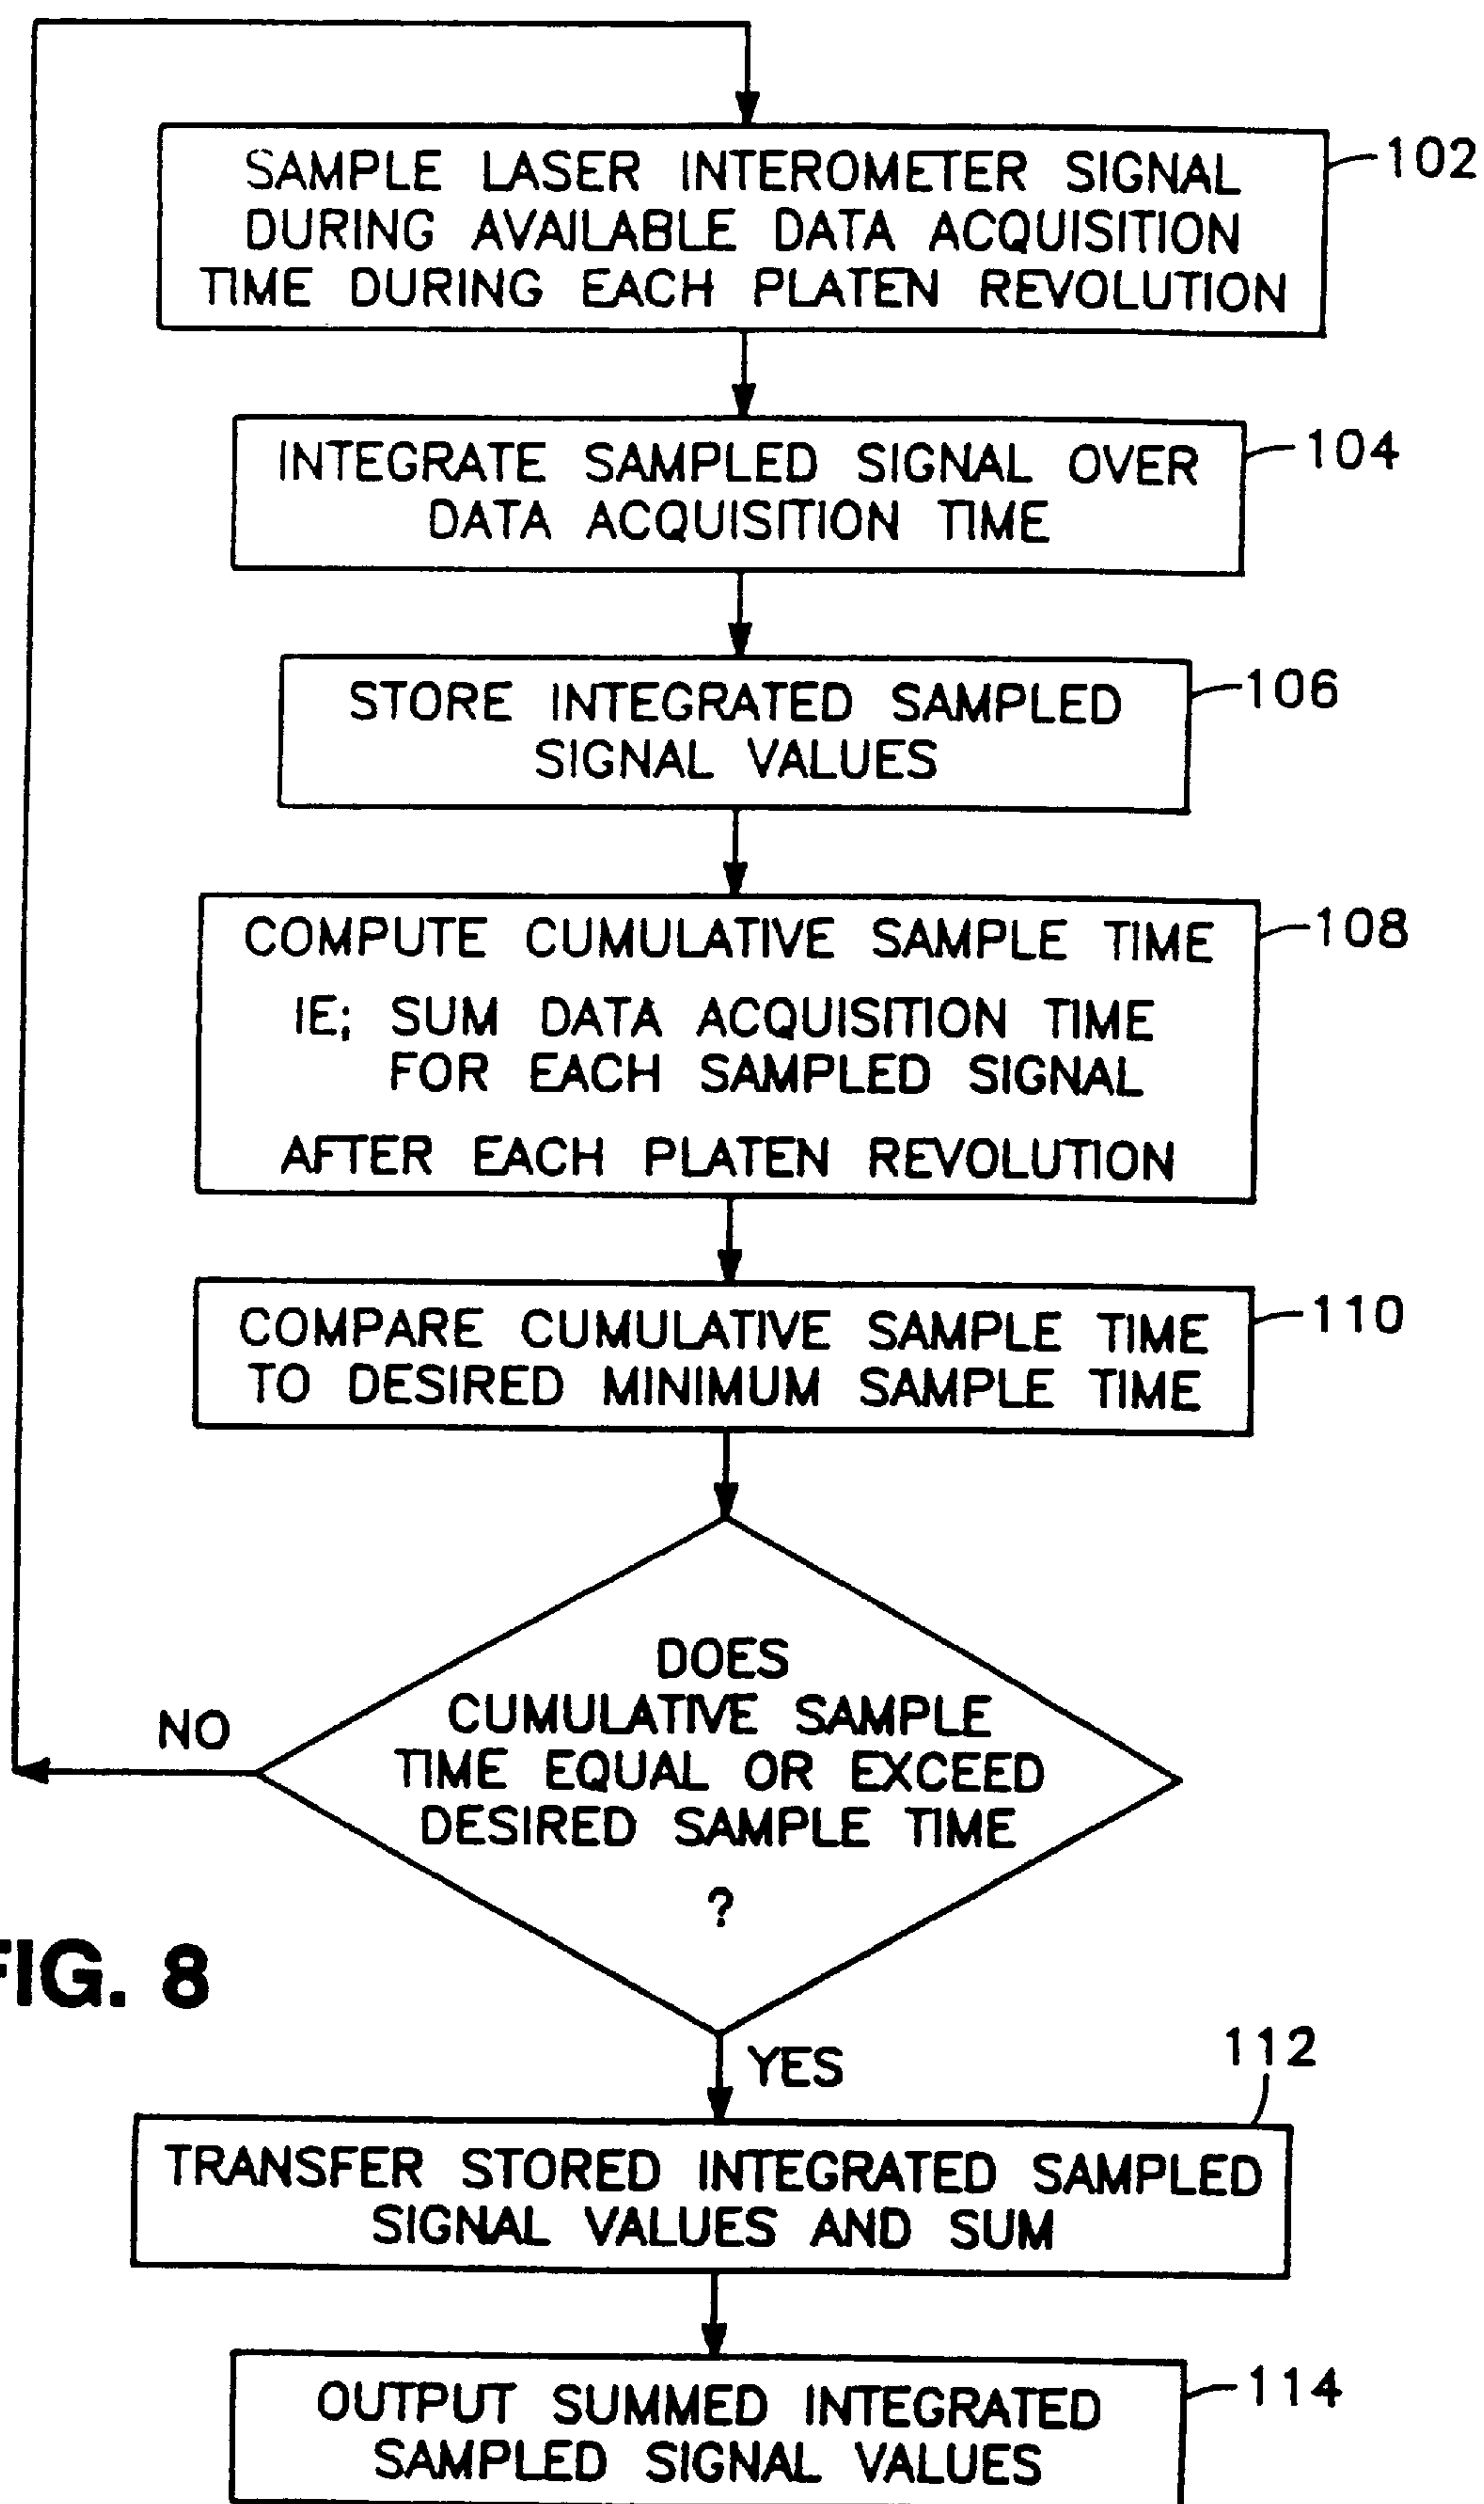 SAMPLE LASER INTEROMETER SIGNAL
DURING AVAILABLE DATA ACQUISITION
TIME DURING EACH PLATEN REVOLUTION
102
INTEGRATE SAMPLED SIGNAL OVER
DATA ACQUISITION TIME
104
STORE INTEGRATED SAMPLED
SIGNAL VALUES
106
COMPUTE CUMULATIVE SAMPLE TIME
IE; SUM DATA ACQUISITION TIME
FOR EACH SAMPLED SIGNAL
AFTER EACH PLATEN REVOLUTION
108
COMPARE CUMULATIVE SAMPLE TIME
TO DESIRED MINIMUM SAMPLE TIME
110
DOES
CUMULATIVE SAMPLE
TIME EQUAL OR EXCEED
DESIRED SAMPLE TIME
?
NO
FIG. 8
YES
112
TRANSFER STORED INTEGRATED SAMPLED
SIGNAL VALUES AND SUM
OUTPUT SUMMED INTEGRATED
SAMPLED SIGNAL VALUES
114